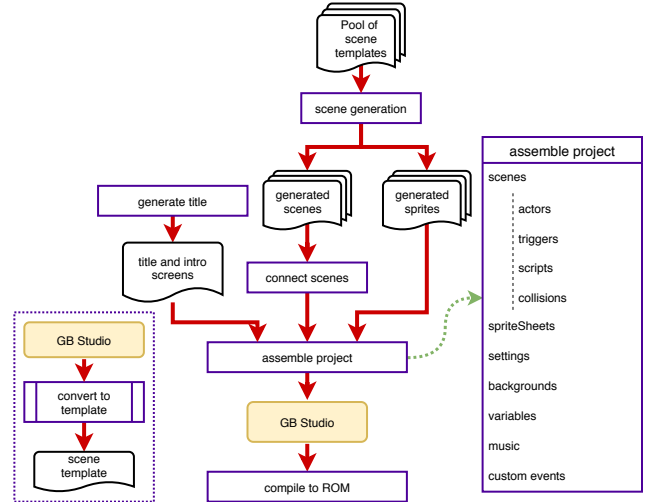 Pool of
scene
templates
scene generation
generated
scenes
generated
sprites
generate title
title and intro
screens
connect scenes
assemble project
GB Studio
compile to ROM
GB Studio
convert to
template
scene
template
assemble project
scenes
actors
triggers
scripts
collisions
spriteSheets
settings
backgrounds
variables
music
custom events